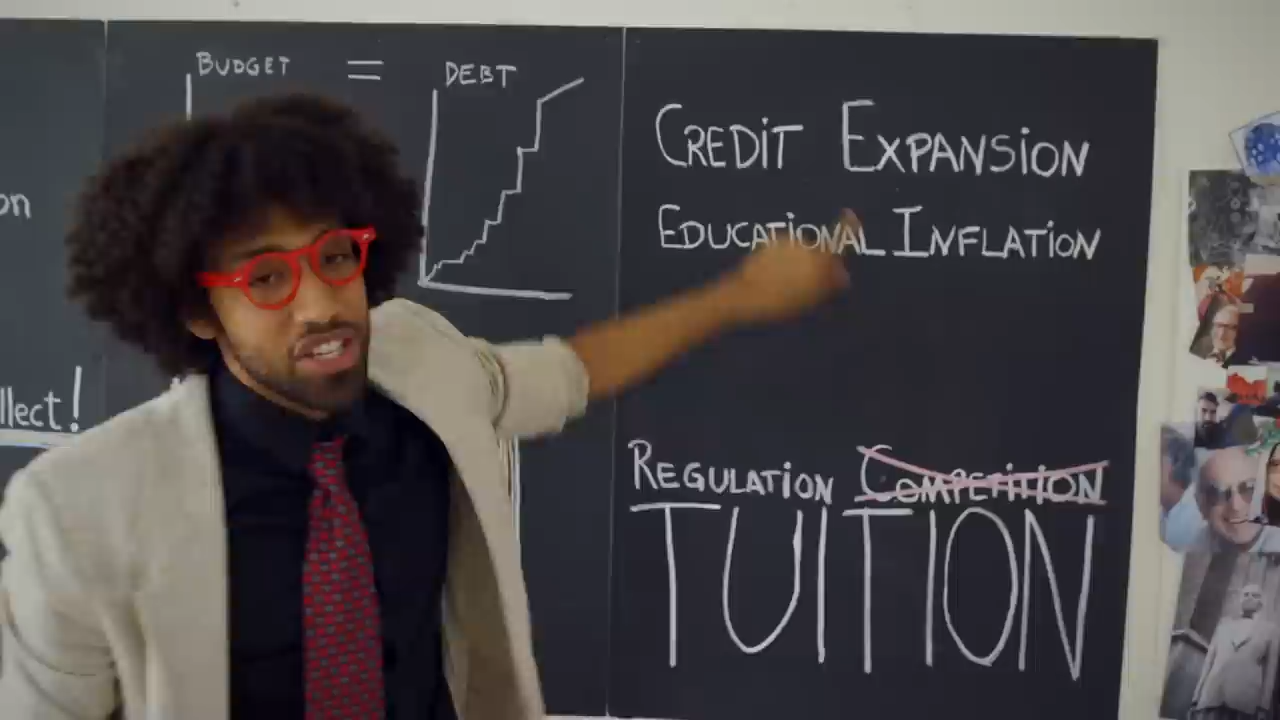 on
llect!
BUDGET = DEBT
CREDIT EXPANSION
EDUCATIONAL INFLATION
REGULATION COMPETITION
TUITION